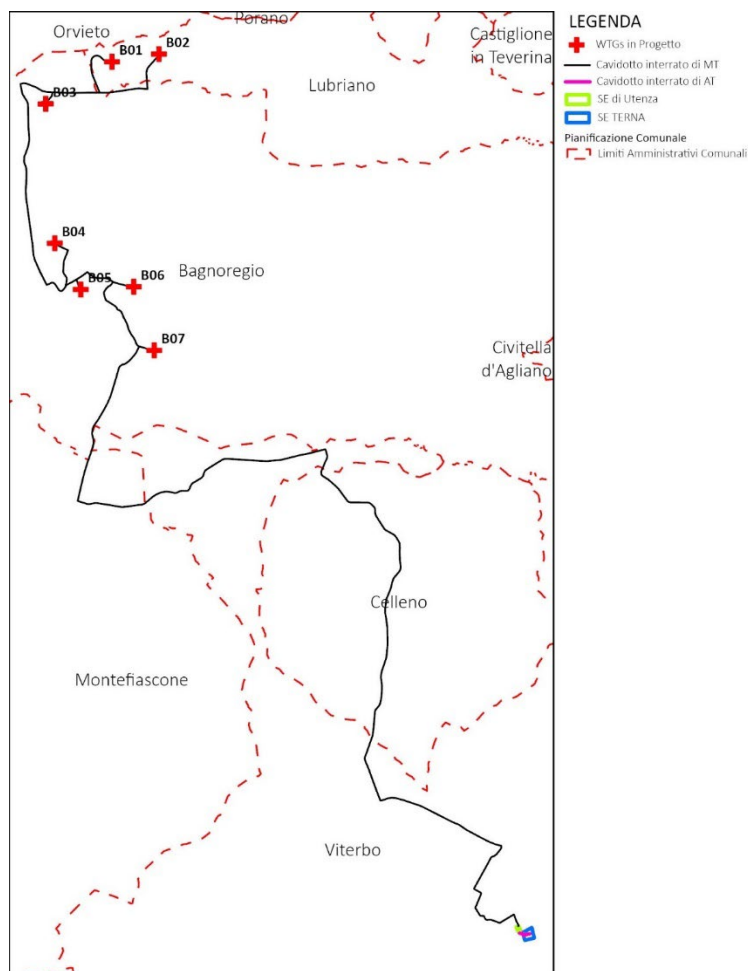 Porano
Orvieto
B01
B02
Castiglione
in Teverina
Lubriano
B03
B04
B05
B06
Bagnoregio
B07
Civitella
d'Agliano
Celleno
Montefiascone
Viterbo
LEGENDA
WTGs in Progetto
Cavidotto interrato di MT
Cavidotto interrato di AT
SE di Utenza
SE TERNA
Pianificazione Comunale
Limiti Amministrativi Comunali